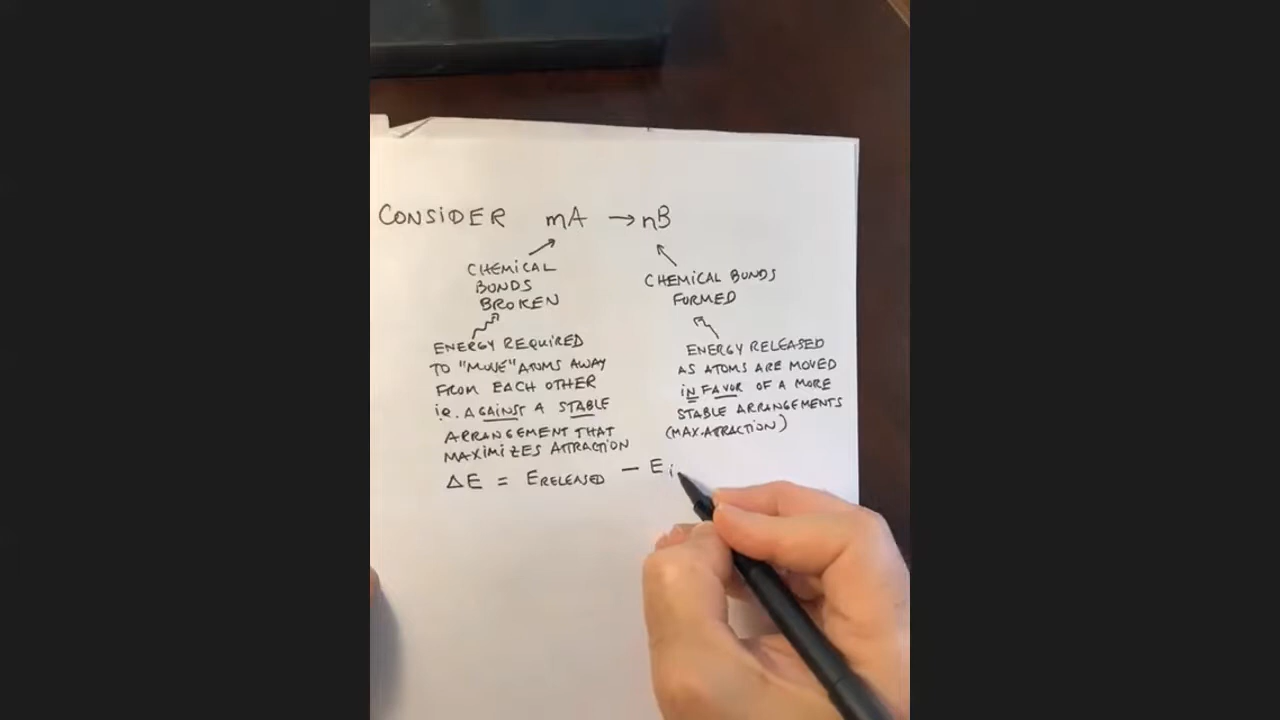 CONSIDER mA → nB
CHEMICAL
BONDS
BROKEN
CHEMICAL BONDS
FORMED
ENERGY REQUIRED
TO "MOVE" ATOMS AWAY
FROM EACH OTHER
i.e. AGAINST A STABLE
ARRANGEMENT THAT
MAXIMIZES ATTRACTION
ENERGY RELEASED
AS ATOMS ARE MOVED
IN FAVOR OF A MORE
STABLE ARRANGEMENTS
(MAX. ATTRACTION)
ΔE = E RELEASED − E i